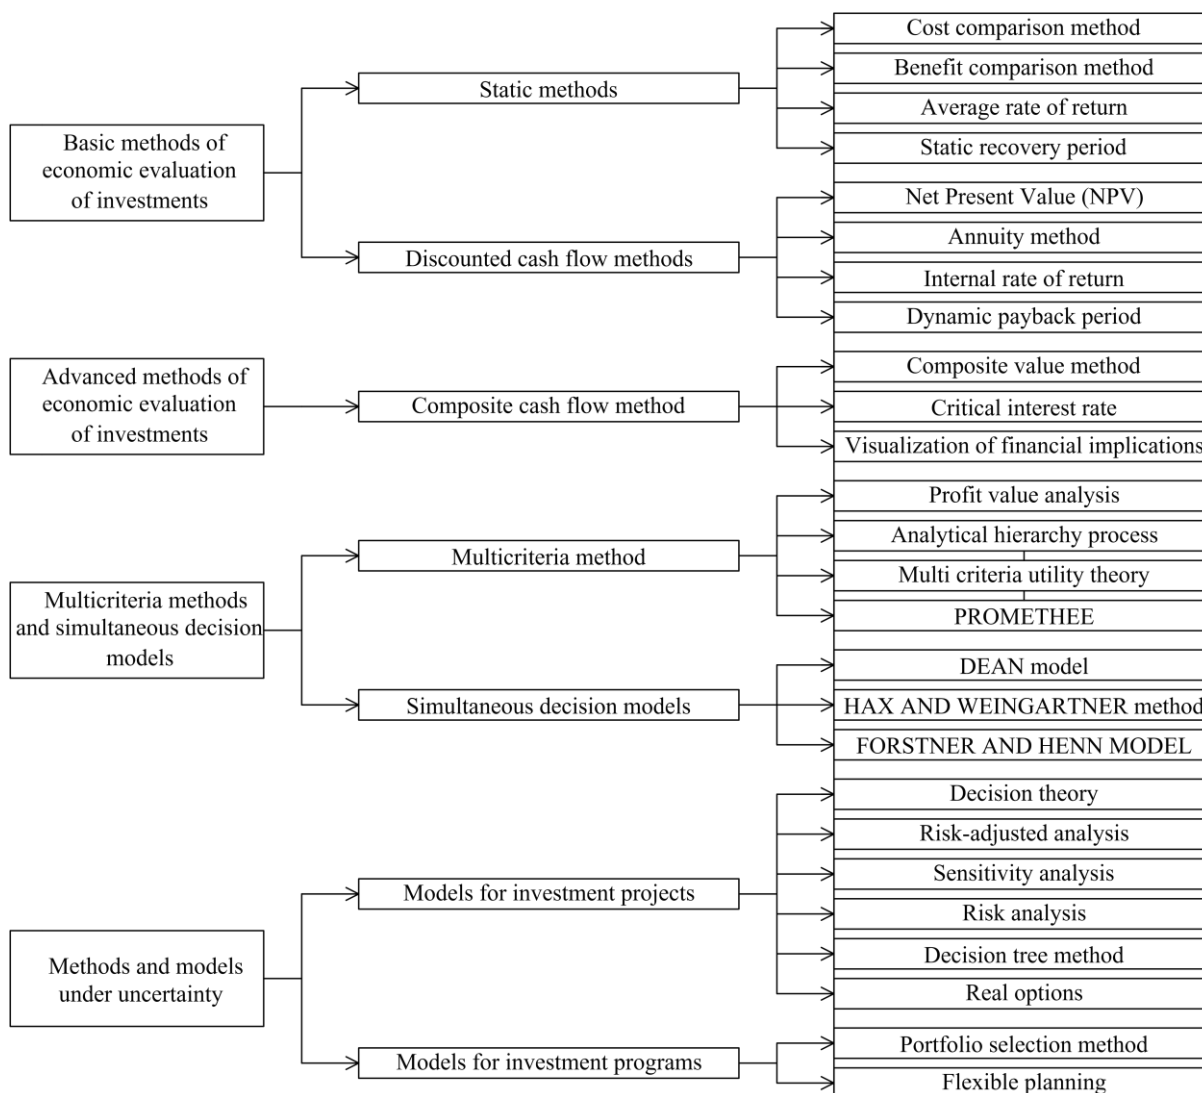 Basic methods of
economic evaluation
of investments
Static methods
Cost comparison method
Benefit comparison method
Average rate of return
Static recovery period
Discounted cash flow methods
Net Present Value (NPV)
Annuity method
Internal rate of return
Dynamic payback period
Advanced methods of
economic evaluation
of investments
Composite cash flow method
Composite value method
Critical interest rate
Visualization of financial implications
Multicriteria methods
and simultaneous decision
models
Multicriteria method
Profit value analysis
Analytical hierarchy process
Multi criteria utility theory
PROMETHEE
Simultaneous decision models
DEAN model
HAX AND WEINGARTNER method
FORSTNER AND HENN MODEL
Methods and models
under uncertainty
Models for investment projects
Decision theory
Risk-adjusted analysis
Sensitivity analysis
Risk analysis
Decision tree method
Real options
Models for investment programs
Portfolio selection method
Flexible planning